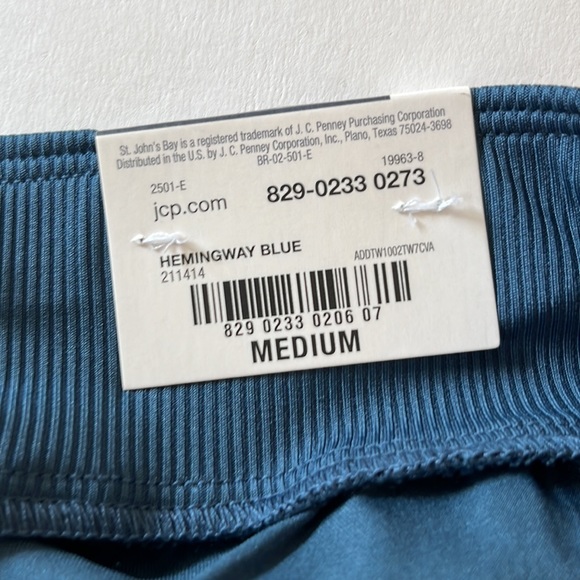 St. John's Bay is a registered trademark of J. C. Penney Purchasing Corporation
Distributed in the U.S. by J. C. Penney Corporation, Inc., Plano, Texas 75024-3698
BR-02-501-E
2501-E 19963-8
jcp.com 829-0233 0273
HEMINGWAY BLUE ADDTW1002TW7CVA
211414
829 0233 0206 07
MEDIUM